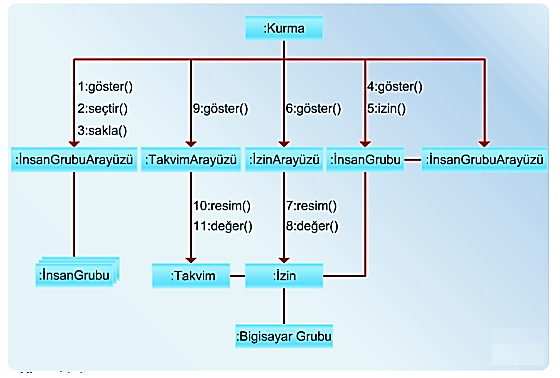 :Kurma
1:göster()
2:seçtir()
3:sakla()
9:göster()
6:göster()
4:göster()
5:izin()
:İnsanGrubuArayüzü
:TakvimArayüzü
:İzinArayüzü
:İnsanGrubu
:İnsanGrubuArayüzü
10:resim()
11:değer()
7:resim()
8:değer()
:İnsanGrubu
:Takvim
:İzin
:Bigisayar Grubu